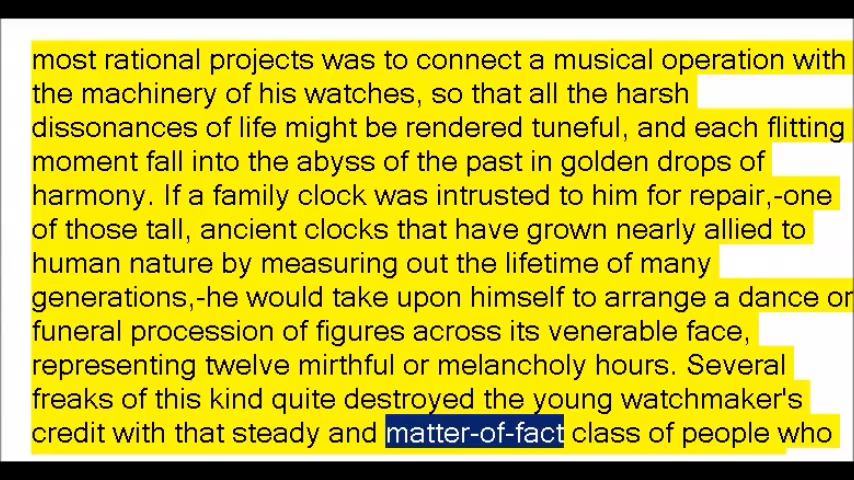 most rational projects was to connect a musical operation with
the machinery of his watches, so that all the harsh
dissonances of life might be rendered tuneful, and each flitting
moment fall into the abyss of the past in golden drops of
harmony. If a family clock was intrusted to him for repair,-one
of those tall, ancient clocks that have grown nearly allied to
human nature by measuring out the lifetime of many
generations,-he would take upon himself to arrange a dance or
funeral procession of figures across its venerable face,
representing twelve mirthful or melancholy hours. Several
freaks of this kind quite destroyed the young watchmaker's
credit with that steady and matter-of-fact class of people who